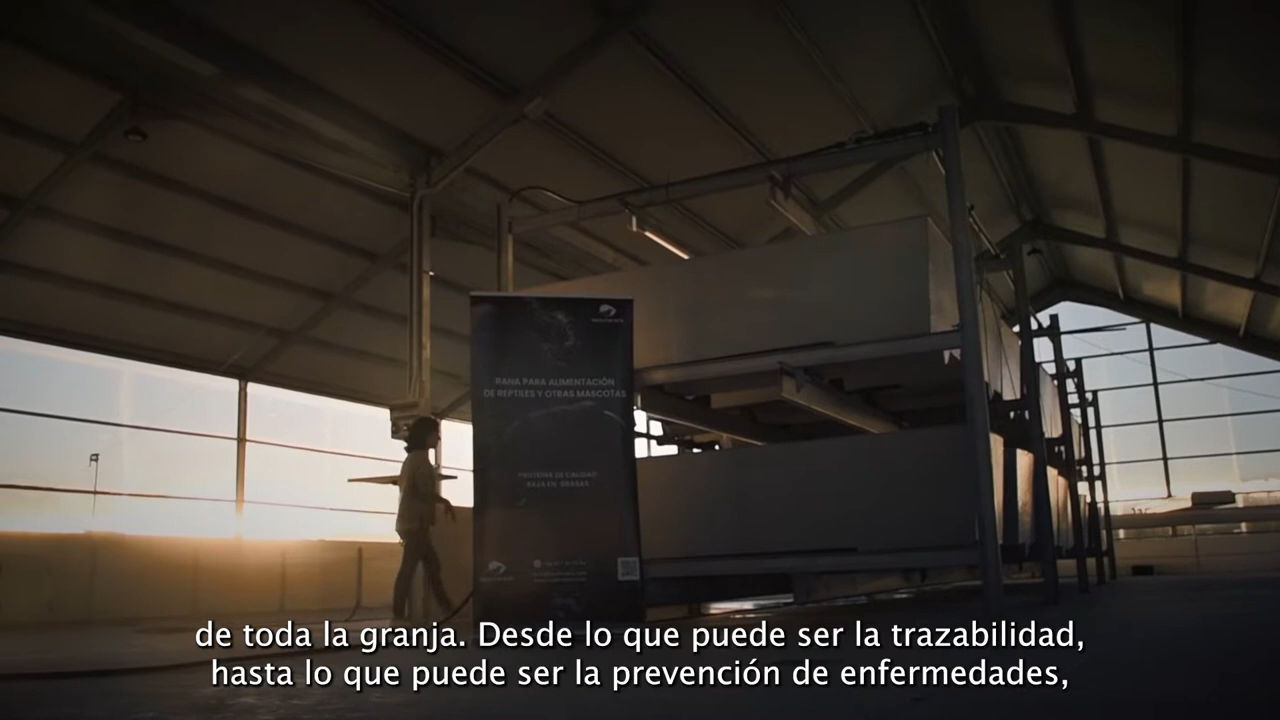 RANA PARA ALIMENTACIÓN
DE REPTILES Y OTRAS MASCOTAS
PROTEÍNA DE CALIDAD
BAJA EN GRASAS
de toda la granja. Desde lo que puede ser la trazabilidad,
hasta lo que puede ser la prevención de enfermedades,